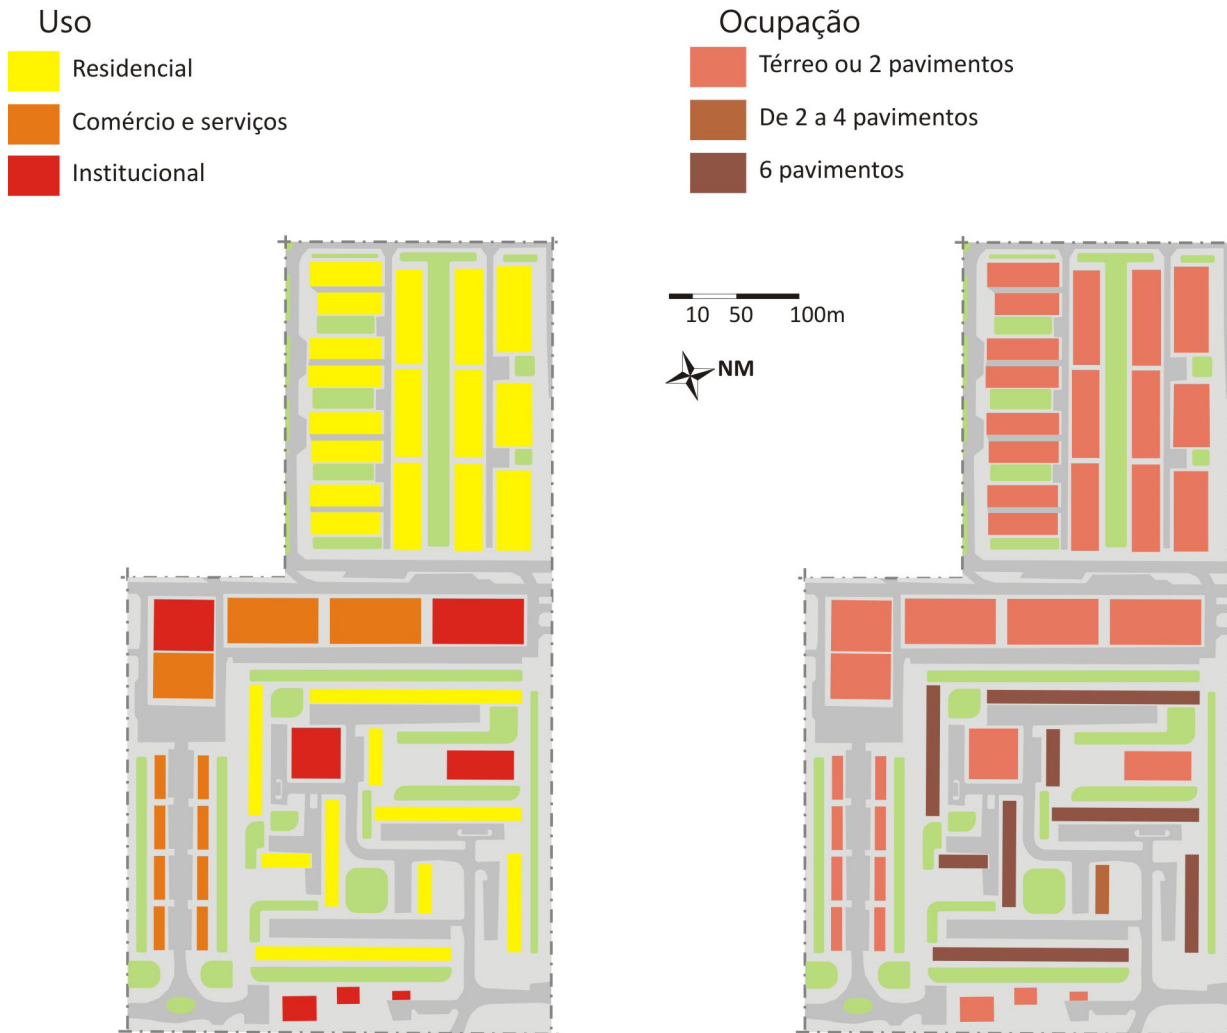 Uso
Residencial
Comércio e serviços
Institucional
Ocupação
Térreo ou 2 pavimentos
De 2 a 4 pavimentos
6 pavimentos
10 50 100m
NM